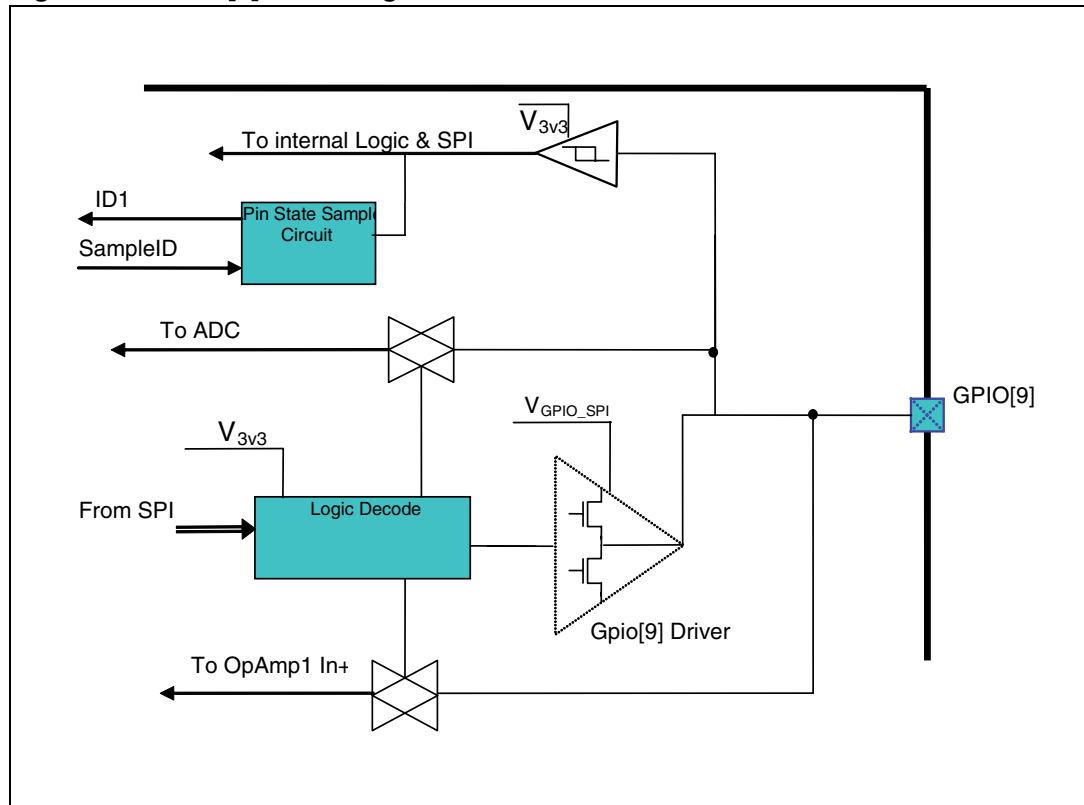 V3v3
To internal Logic & SPI
ID1
Pin State Sample
Circuit
SampleID
To ADC
GPIO[9]
VGPIO_SPI
V3v3
From SPI
Logic Decode
Gpio[9] Driver
To OpAmp1 In+